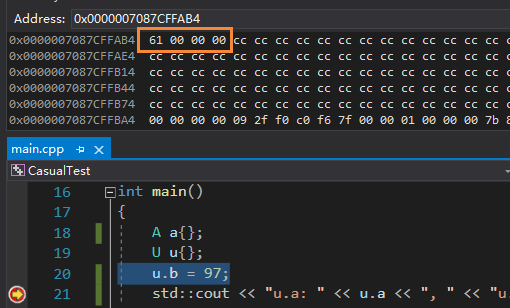 Address: 0x0000007087CFFAB4
0x0000007087CFFAB4 61 00 00 00 cc cc cc cc cc cc cc cc cc cc cc cc cc c
0x0000007087CFFAE4 cc cc cc cc cc cc cc cc cc cc cc cc cc cc cc cc cc c
0x0000007087CFFB14 cc cc cc cc cc cc cc cc cc cc cc cc cc cc cc cc cc c
0x0000007087CFFB44 cc cc cc cc cc cc cc cc cc cc cc cc cc cc cc cc cc c
0x0000007087CFFB74 cc cc cc cc cc cc cc cc cc cc cc cc cc cc cc cc cc c
0x0000007087CFFBA4 00 00 00 00 09 2f f0 c0 f6 7f 00 00 01 00 00 00 7b 8
main.cpp
CasualTest
16 int main()
17 {
18 A a{};
19 U u{};
20 u.b = 97;
21 std::cout << "u.a: " << u.a << ", " << "u